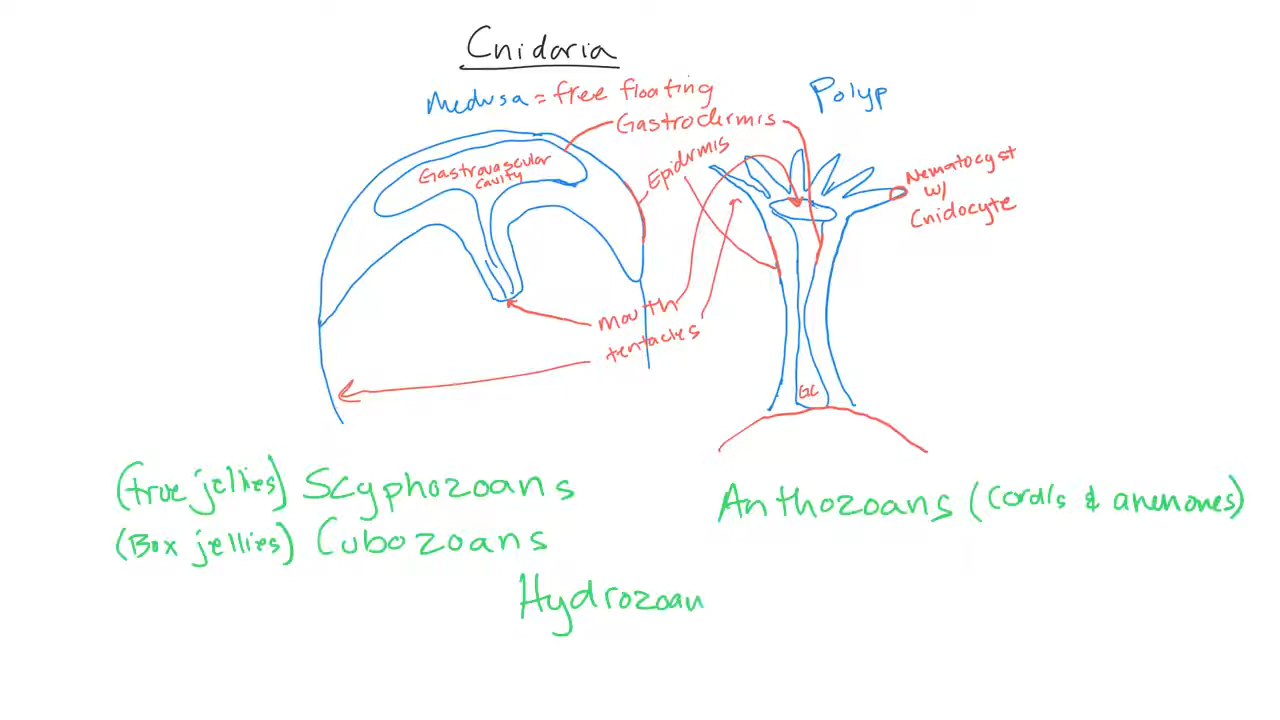 Cnidaria
Medusa = free floating
Polyp
Gastrodermis
Epidermis
Gastrovascular
cavity
Nematocyst
w/
Cnidocyte
mouth
tentacles
GC
(true jellies) Scyphozoans
Anthozoans (corals & anenones)
(Box jellies) Cubozoans
Hydrozoan